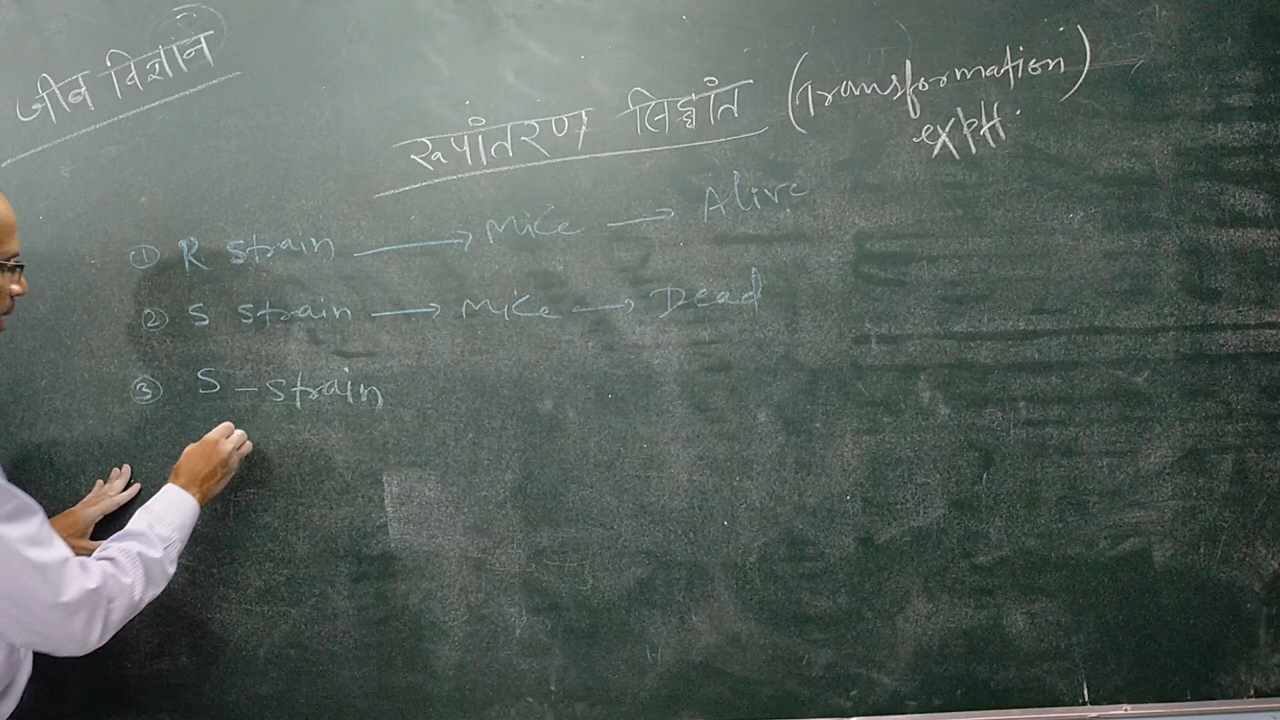 जीव विज्ञान
रूपांतरण सिद्धांत (Transformation)
expt.
① R strain → Mice → Alive
② S strain → Mice → Dead
③ S-strain